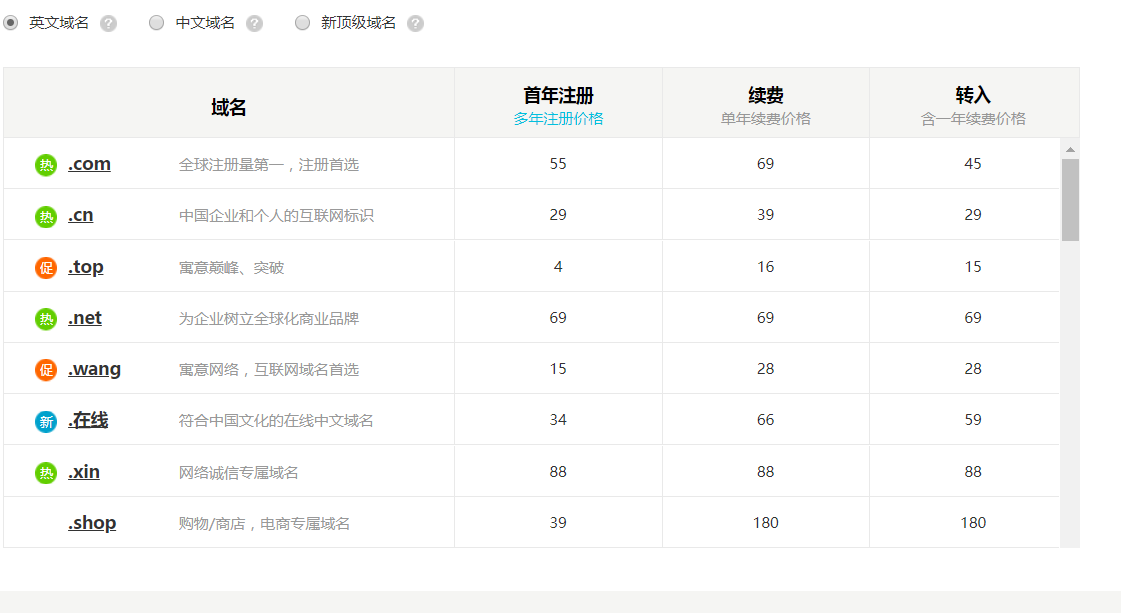 英文域名 ? 中文域名 ? 新顶级域名 ?
域名 首年注册 续费 转入
多年注册价格 单年续费价格 含一年续费价格
热 .com 全球注册量第一，注册首选 55 69 45
热 .cn 中国企业和个人的互联网标识 29 39 29
促 .top 寓意巅峰、突破 4 16 15
热 .net 为企业树立全球化商业品牌 69 69 69
促 .wang 寓意网络，互联网域名首选 15 28 28
新 .在线 符合中国文化的在线中文域名 34 66 59
热 .xin 网络诚信专属域名 88 88 88
.shop 购物/商店，电商专属域名 39 180 180